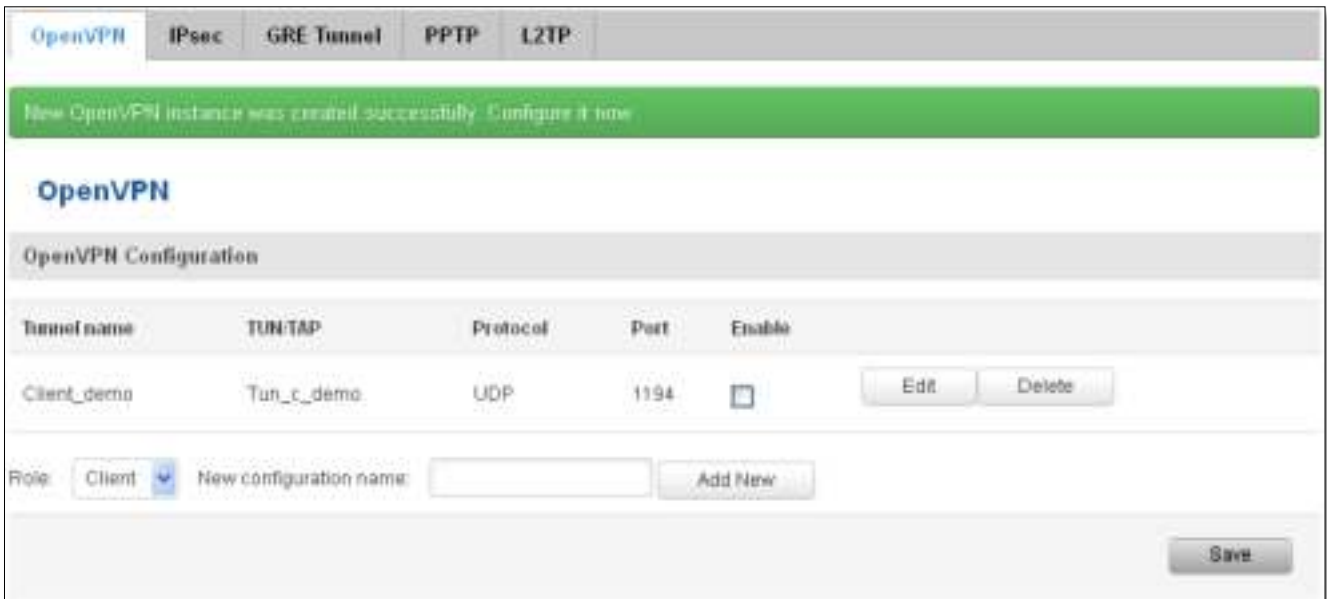 OpenVPN IPsec GRE Tunnel PPTP L2TP
New OpenVPN instance was created successfully. Configure it now
OpenVPN
OpenVPN Configuration
Tunnel name TUN/TAP Protocol Port Enable
Client_demo Tun_c_demo UDP 1194 Edit Delete
Role: Client New configuration name: Add New
Save